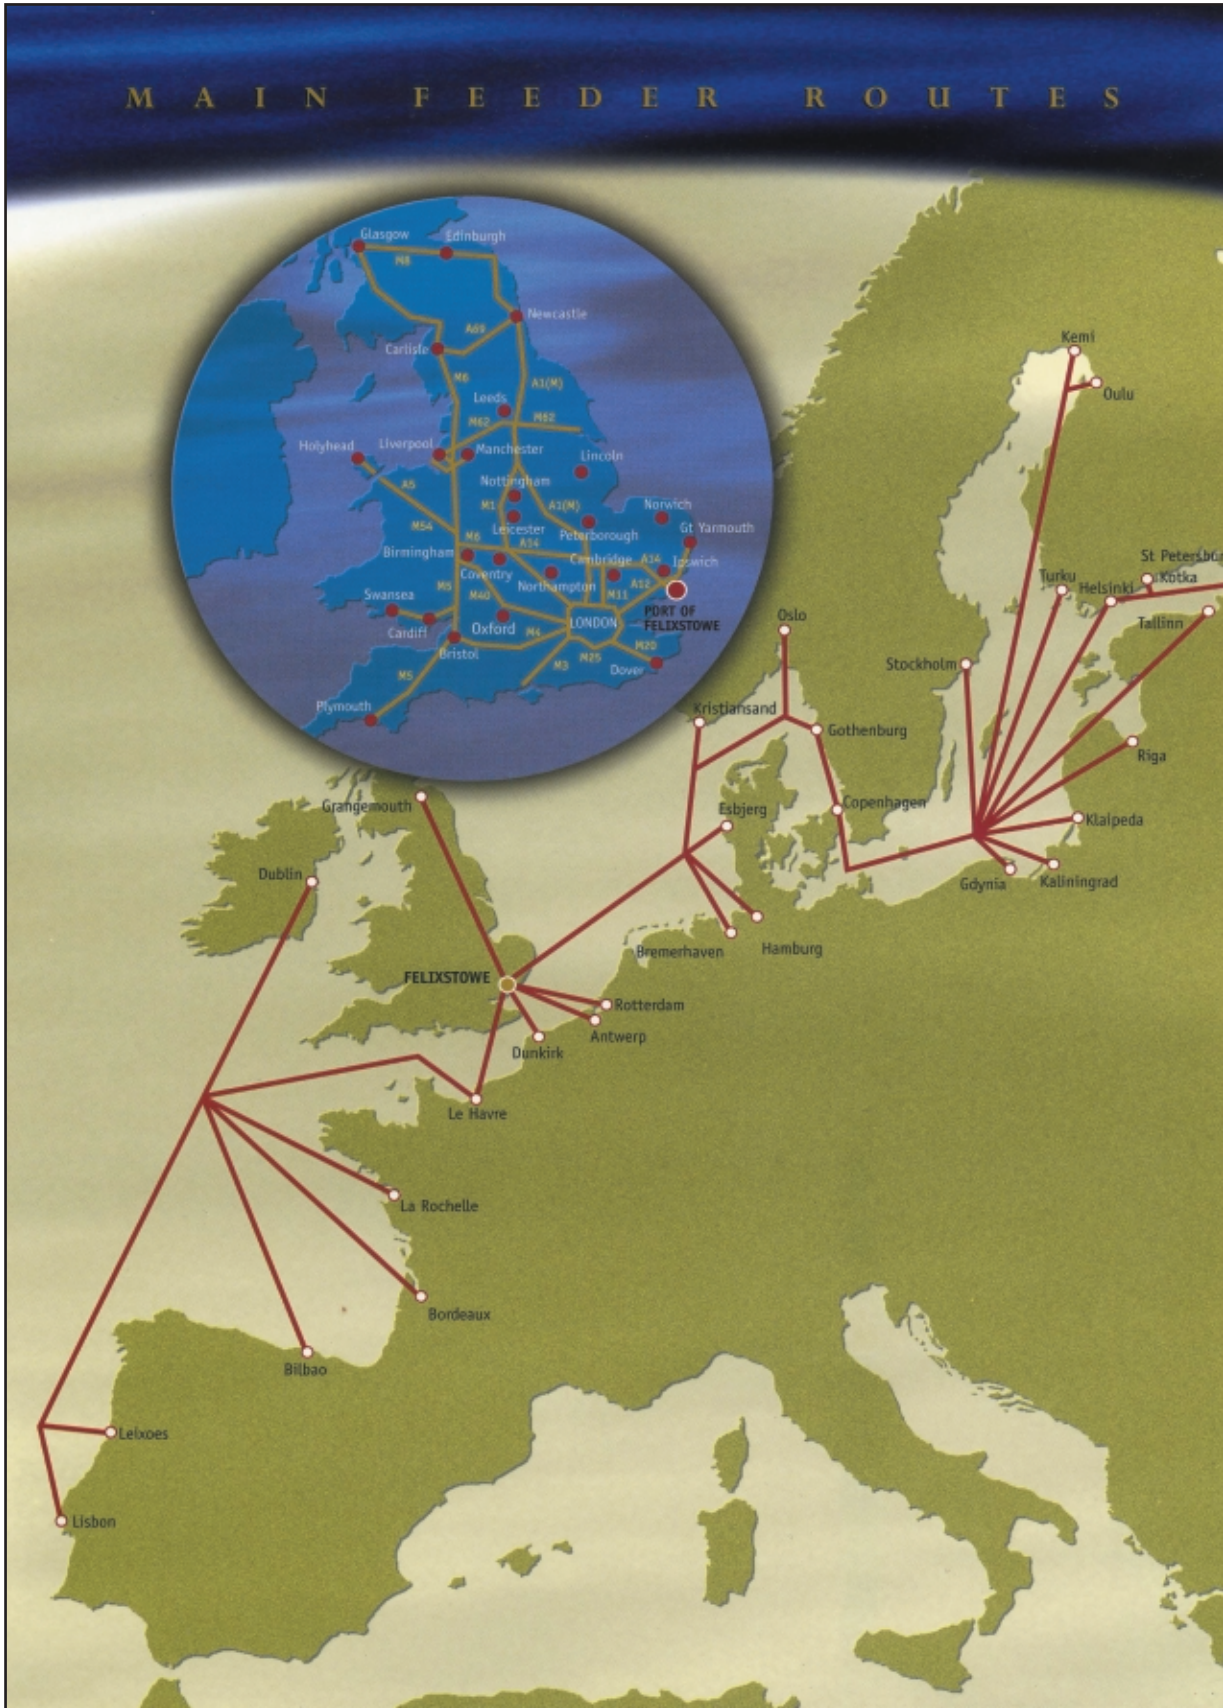 MAIN FEEDER ROUTES
Glasgow
Edinburgh
M8
Newcastle
A69
Carlisle
M6
A1(M)
Leeds
M62
M62
Holyhead
Liverpool
Manchester
Lincoln
A5
Nottingham
M1
A1(M)
Norwich
Leicester
Peterborough
Gt Yarmouth
M54
M6
A14
Birmingham
Cambridge
A14
Ipswich
Coventry
Northampton
M11
A12
M5
M40
Swansea
Cardiff
Oxford
LONDON
PORT OF
FELIXSTOWE
Bristol
M4
M20
M25
M3
Dover
M5
Plymouth
Kemi
Oulu
St Petersbur
Kotka
Turku
Helsinki
Tallinn
Oslo
Stockholm
Kristiansand
Gothenburg
Riga
Grangemouth
Esbjerg
Copenhagen
Klaipeda
Dublin
Gdynia
Kaliningrad
Bremerhaven
Hamburg
FELIXSTOWE
Rotterdam
Antwerp
Dunkirk
Le Havre
La Rochelle
Bordeaux
Bilbao
Leixoes
Lisbon